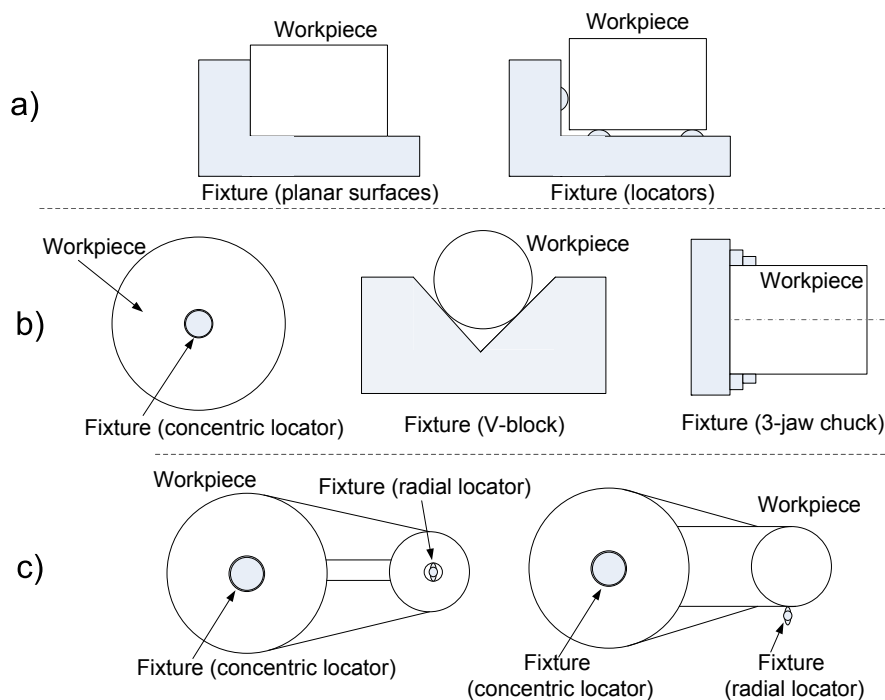 Workpiece
Workpiece
a)
Fixture (planar surfaces)
Fixture (locators)
Workpiece
Workpiece
Workpiece
b)
Fixture (concentric locator)
Fixture (V-block)
Fixture (3-jaw chuck)
Workpiece
Fixture (radial locator)
Workpiece
c)
Fixture
(concentric locator)
Fixture
(concentric locator)
Fixture
(radial locator)